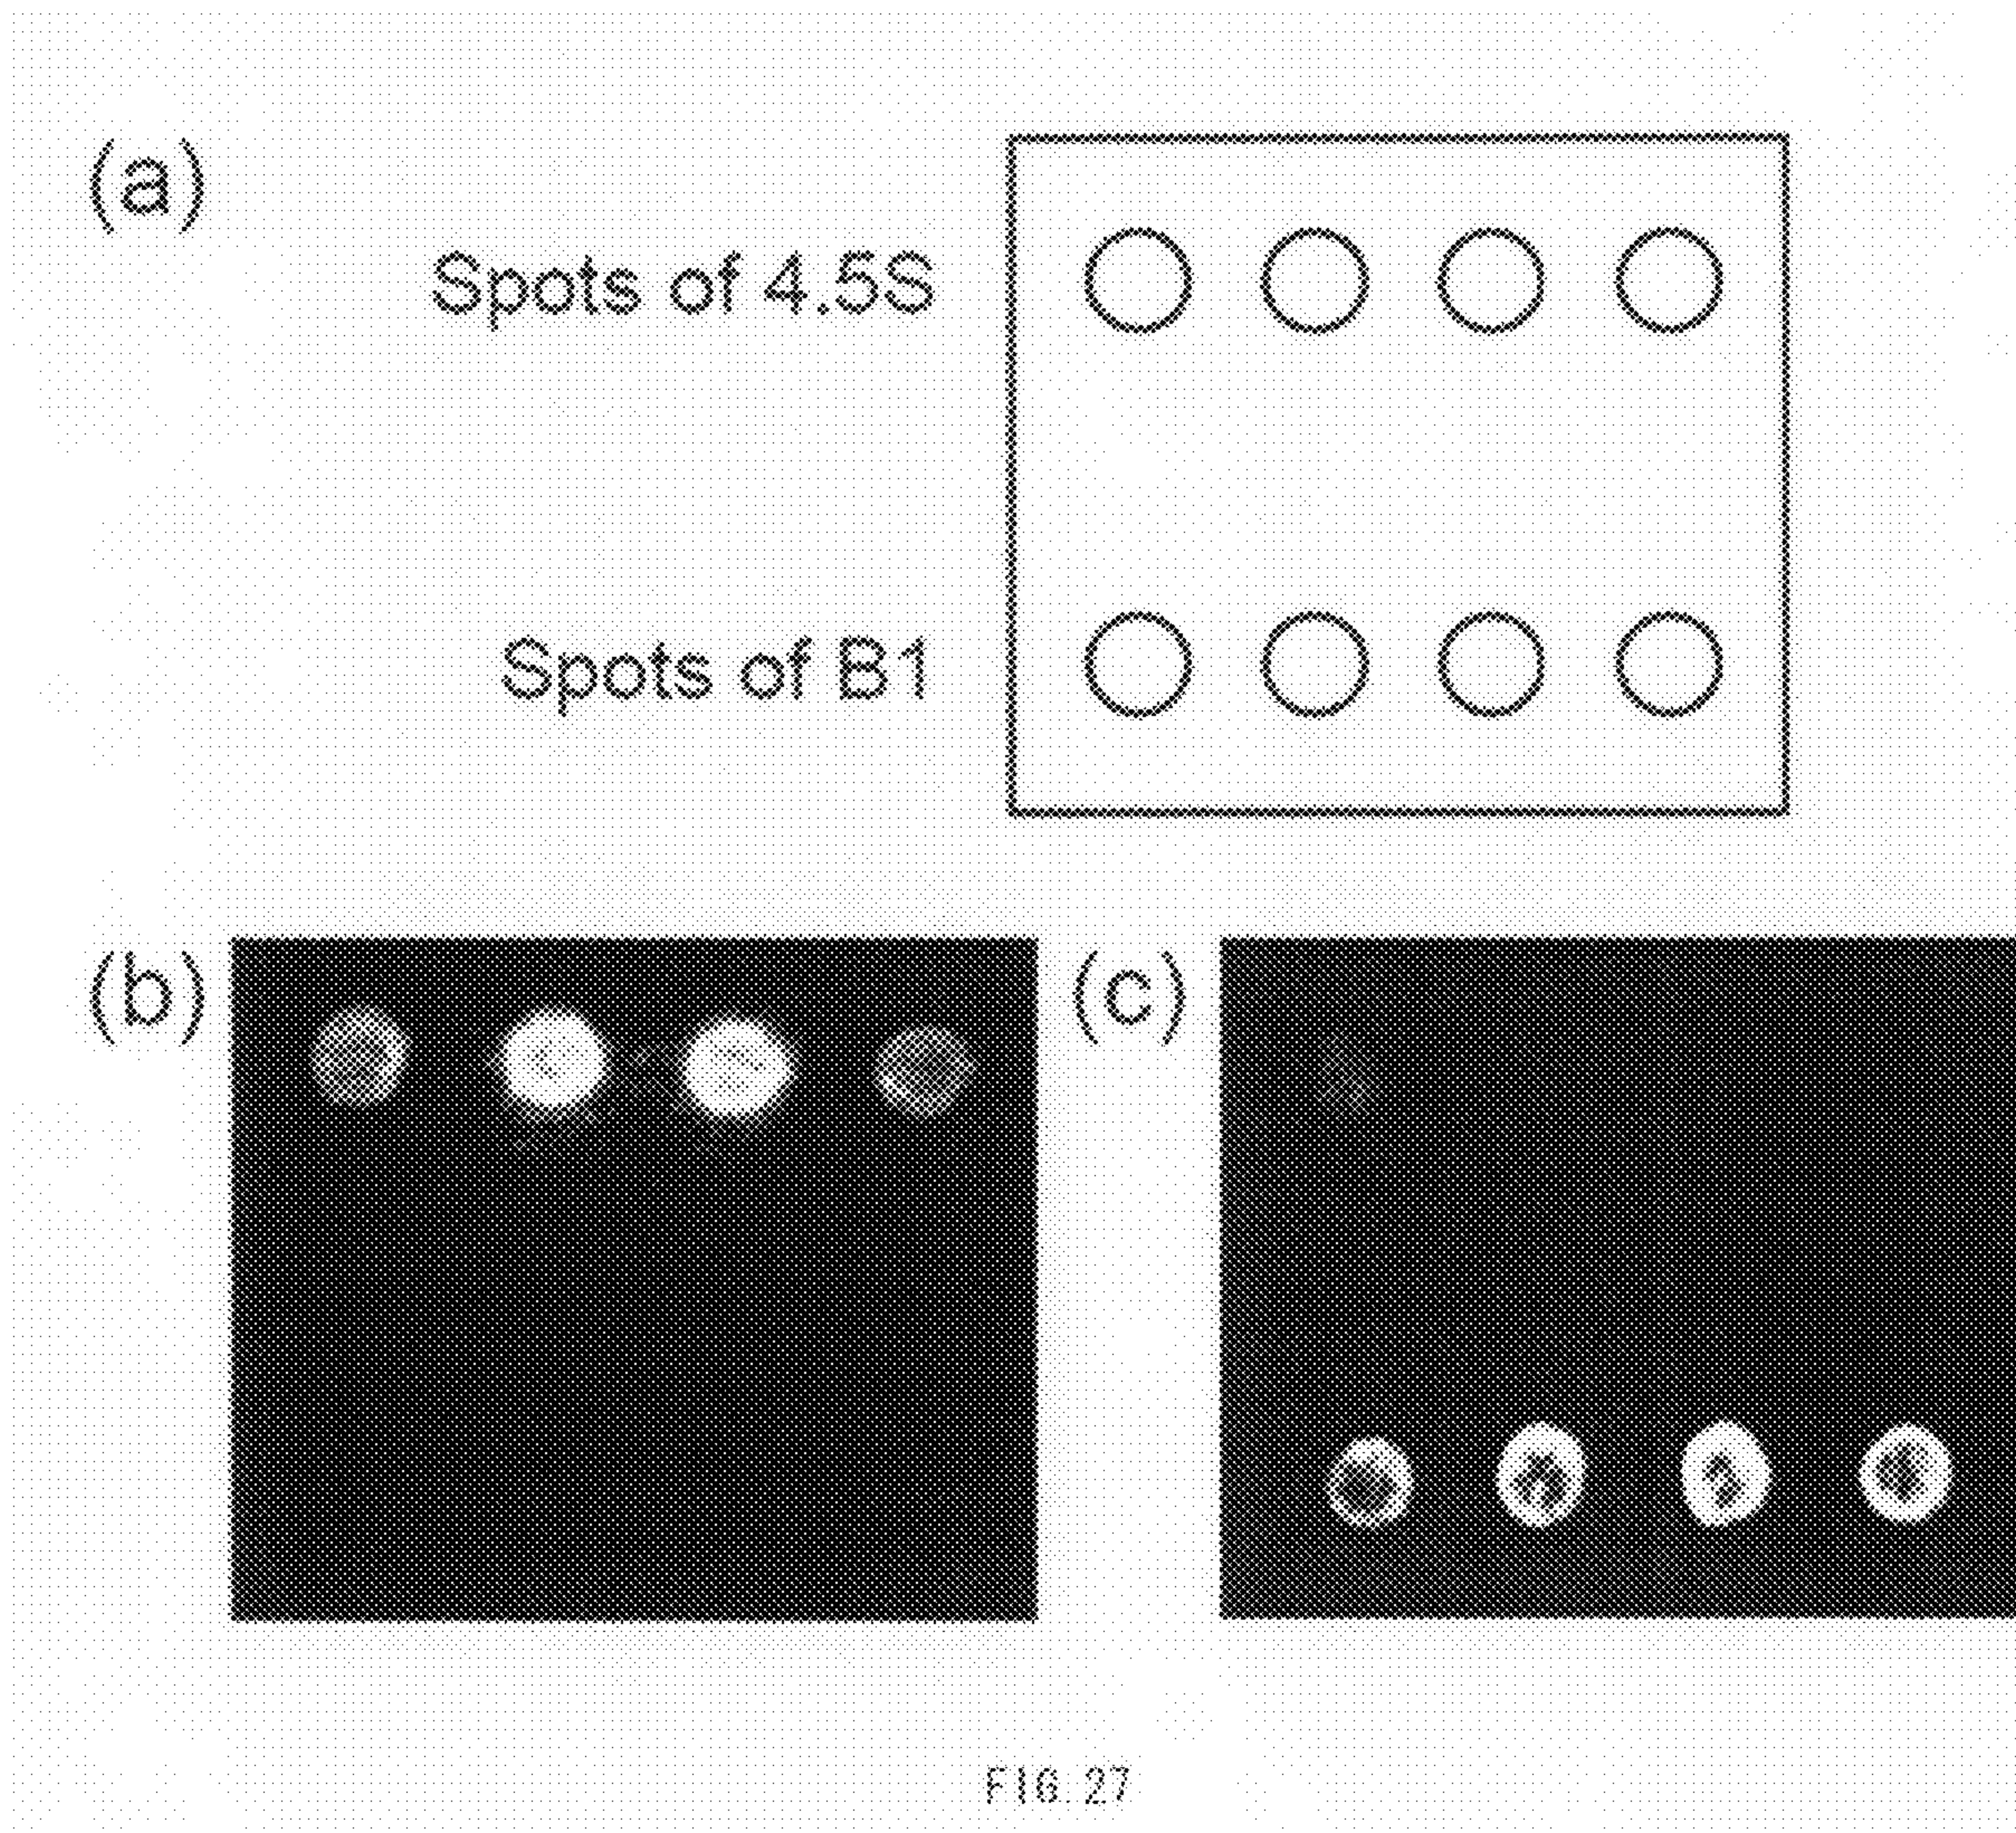 (a)
Spots of 4.5S
Spots of B1
(b)
(c)
FIG. 27